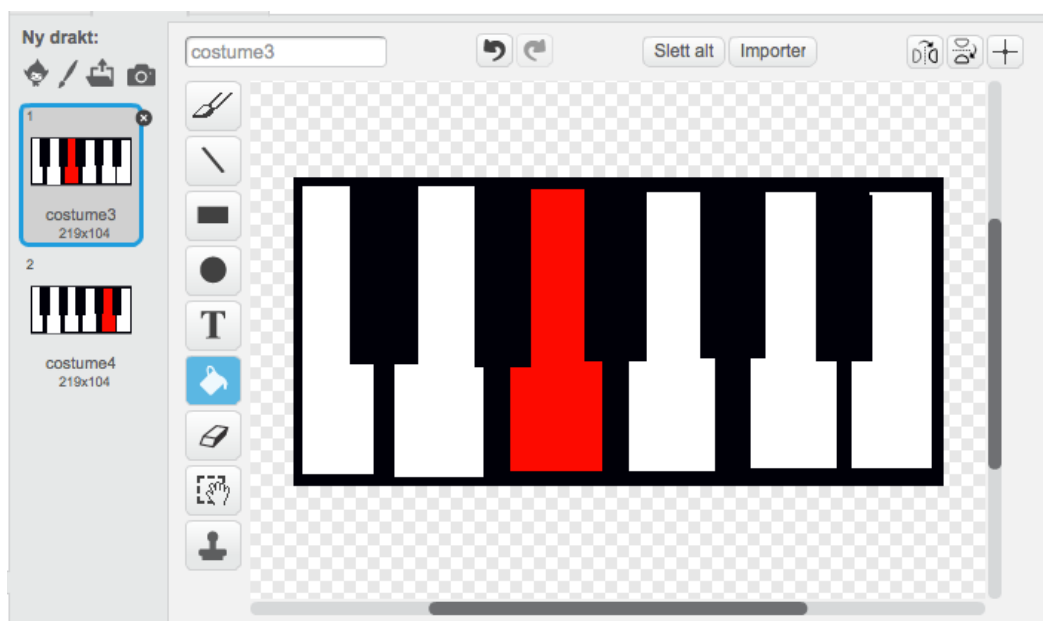 Ny drakt:
costume3
Slett alt
Importer
1
costume3
219x104
2
costume4
219x104
T